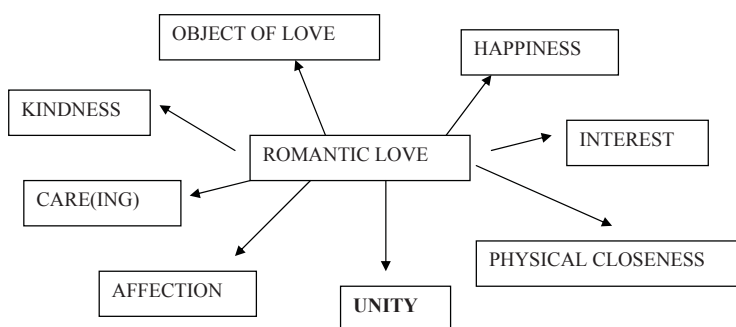 OBJECT OF LOVE
HAPPINESS
KINDNESS
INTEREST
ROMANTIC LOVE
CARE(ING)
PHYSICAL CLOSENESS
AFFECTION
UNITY